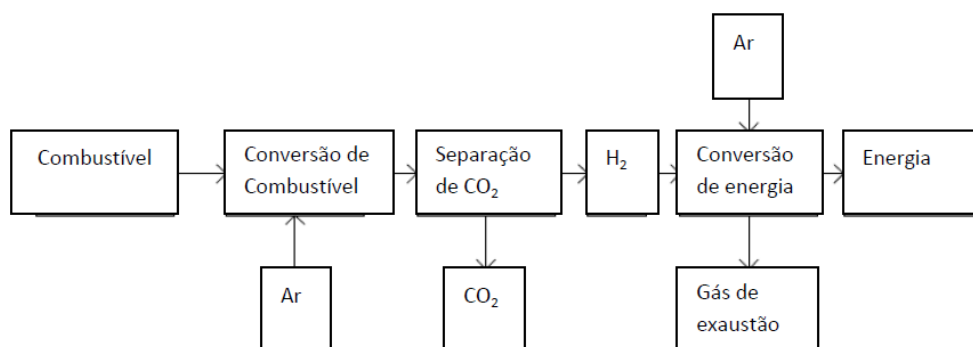 Ar
Combustível
Conversão de
Combustível
Separação
de CO₂
H₂
Conversão
de energia
Energia
Ar
CO₂
Gás de
exaustão